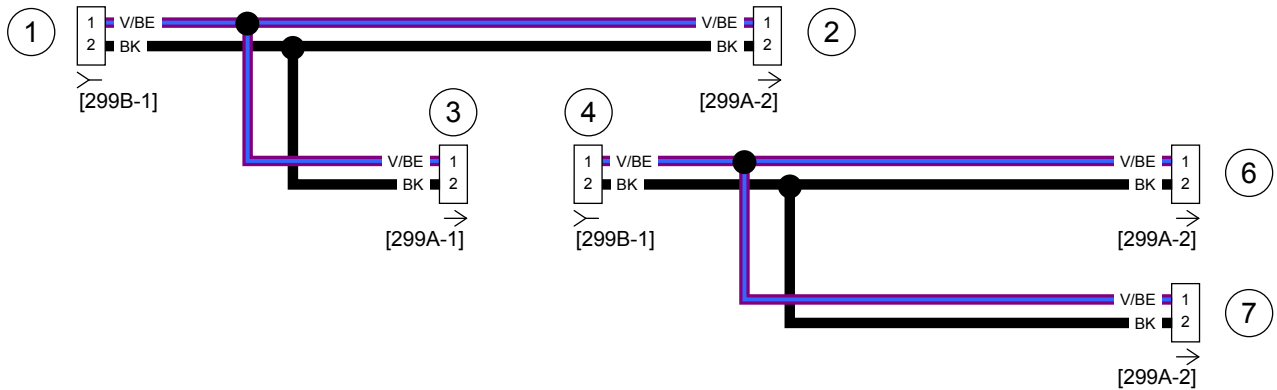 1
1 V/BE V/BE 1
2 BK BK 2
2
[299B-1]
[299A-2]
3
4
V/BE 1
BK 2
[299A-1]
1 V/BE V/BE 1
2 BK BK 2
6
[299B-1]
[299A-2]
V/BE 1
BK 2
7
[299A-2]